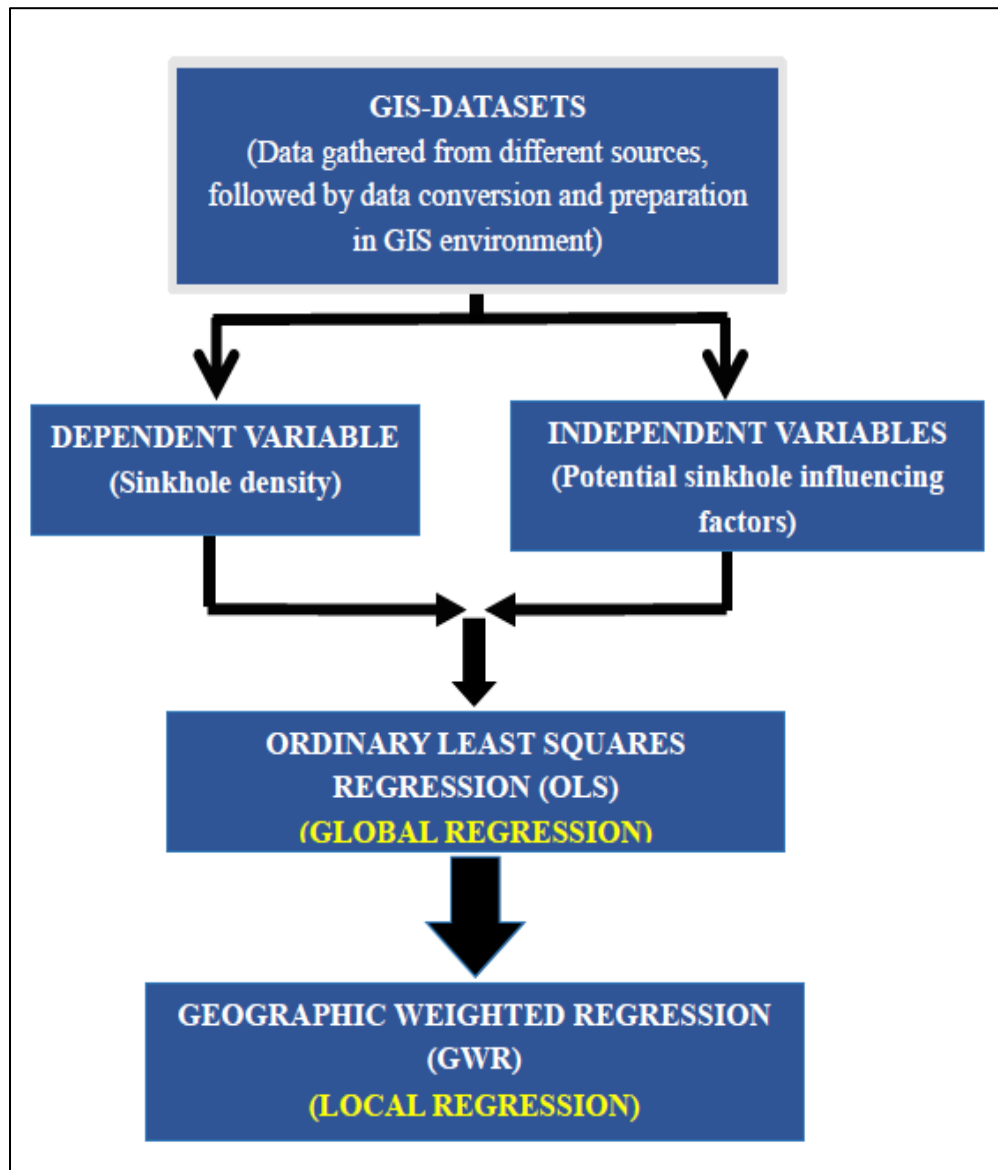 GIS-DATASETS
(Data gathered from different sources,
followed by data conversion and preparation
in GIS environment)
DEPENDENT VARIABLE
(Sinkhole density)
INDEPENDENT VARIABLES
(Potential sinkhole influencing
factors)
ORDINARY LEAST SQUARES
REGRESSION (OLS)
(GLOBAL REGRESSION)
GEOGRAPHIC WEIGHTED REGRESSION
(GWR)
(LOCAL REGRESSION)